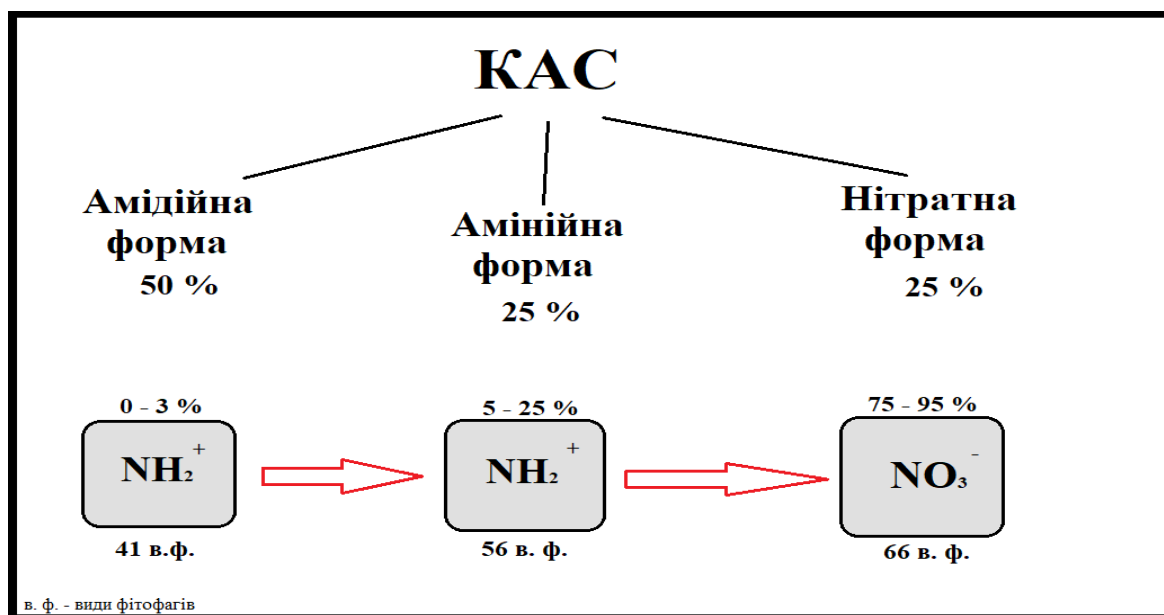 КАС
Амідійна
форма
50 %
Амінійна
форма
25 %
Нітратна
форма
25 %
0 - 3 %
NH₂⁺
41 в.ф.
5 - 25 %
NH₂⁺
56 в. ф.
75 - 95 %
NO₃⁻
66 в. ф.
в. ф. - види фітофагів